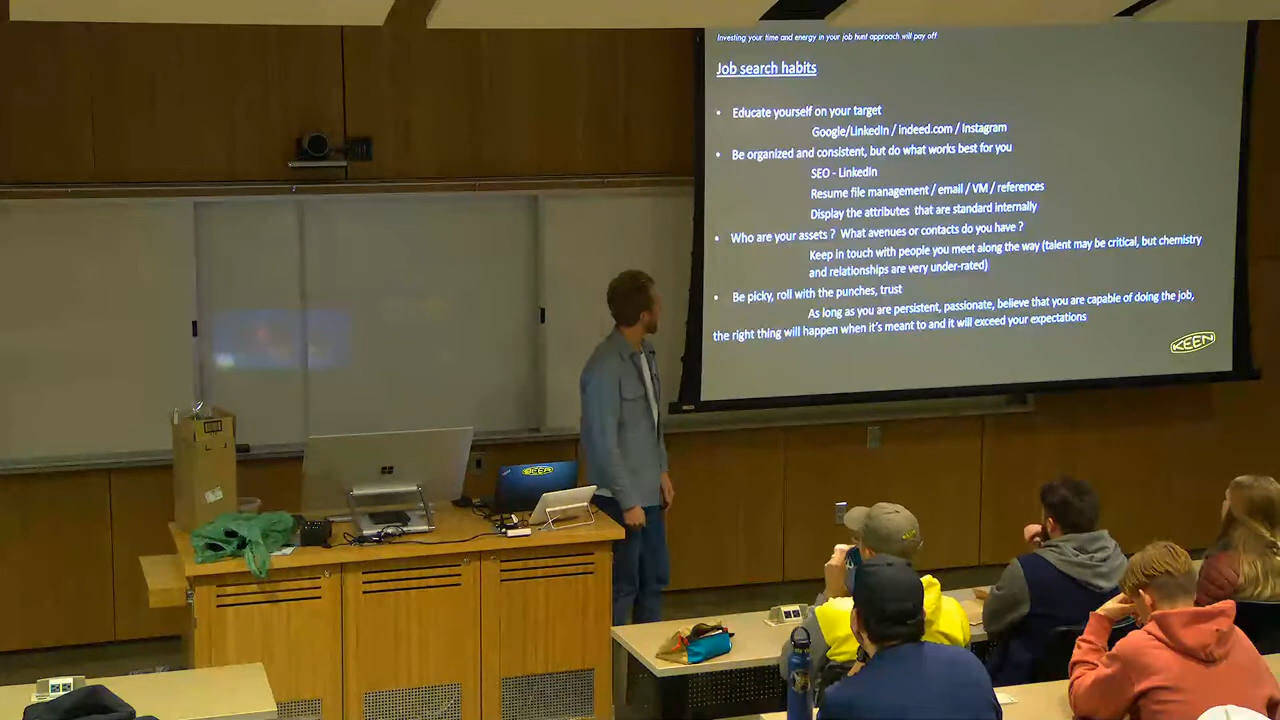 Investing your time and energy in your job hunt approach will pay off
Job search habits
• Educate yourself on your target
Google/LinkedIn / indeed.com / Instagram
• Be organized and consistent, but do what works best for you
SEO - LinkedIn
Resume file management / email / VM / references
Display the attributes that are standard internally
• Who are your assets ? What avenues or contacts do you have ?
Keep in touch with people you meet along the way (talent may be critical, but chemistry
and relationships are very under-rated)
• Be picky, roll with the punches, trust
As long as you are persistent, passionate, believe that you are capable of doing the job,
the right thing will happen when it's meant to and it will exceed your expectations
KEEN
KEEN